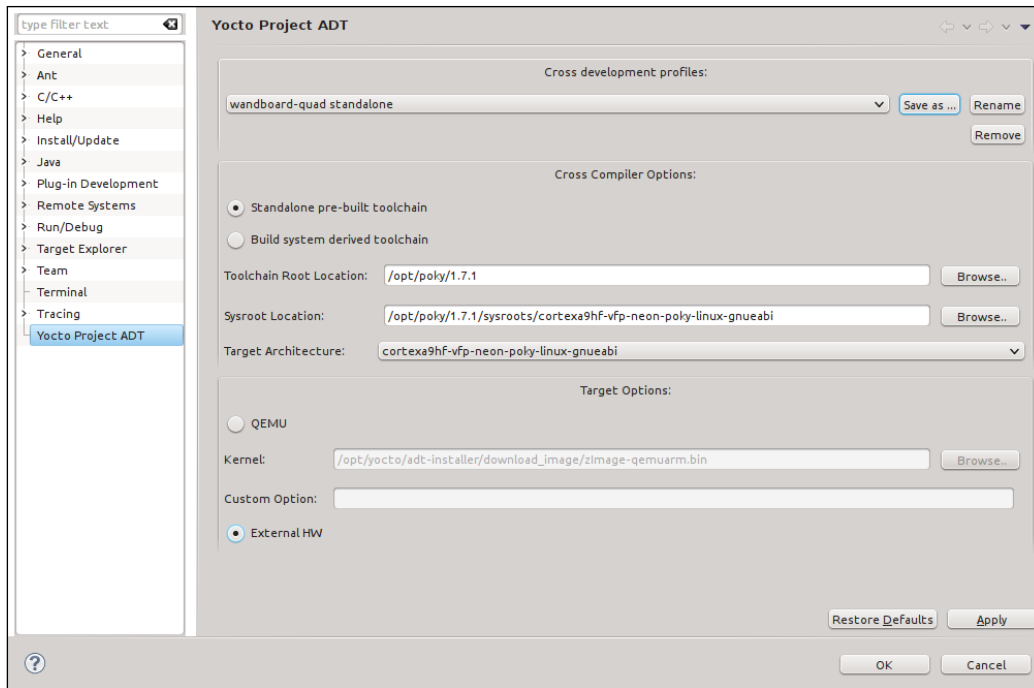 type filter text
General
Ant
C/C++
Help
Install/Update
Java
Plug-in Development
Remote Systems
Run/Debug
Target Explorer
Team
Terminal
Tracing
Yocto Project ADT
Yocto Project ADT
Cross development profiles:
wandboard-quad standalone
Save as ...
Rename
Remove
Cross Compiler Options:
Standalone pre-built toolchain
Build system derived toolchain
Toolchain Root Location: /opt/poky/1.7.1 Browse..
Sysroot Location: /opt/poky/1.7.1/sysroots/cortexa9hf-vfp-neon-poky-linux-gnueabi Browse..
Target Architecture: cortexa9hf-vfp-neon-poky-linux-gnueabi
Target Options:
QEMU
Kernel: /opt/yocto/adt-installer/download_image/zImage-qemuarm.bin Browse..
Custom Option:
External HW
Restore Defaults Apply
OK Cancel